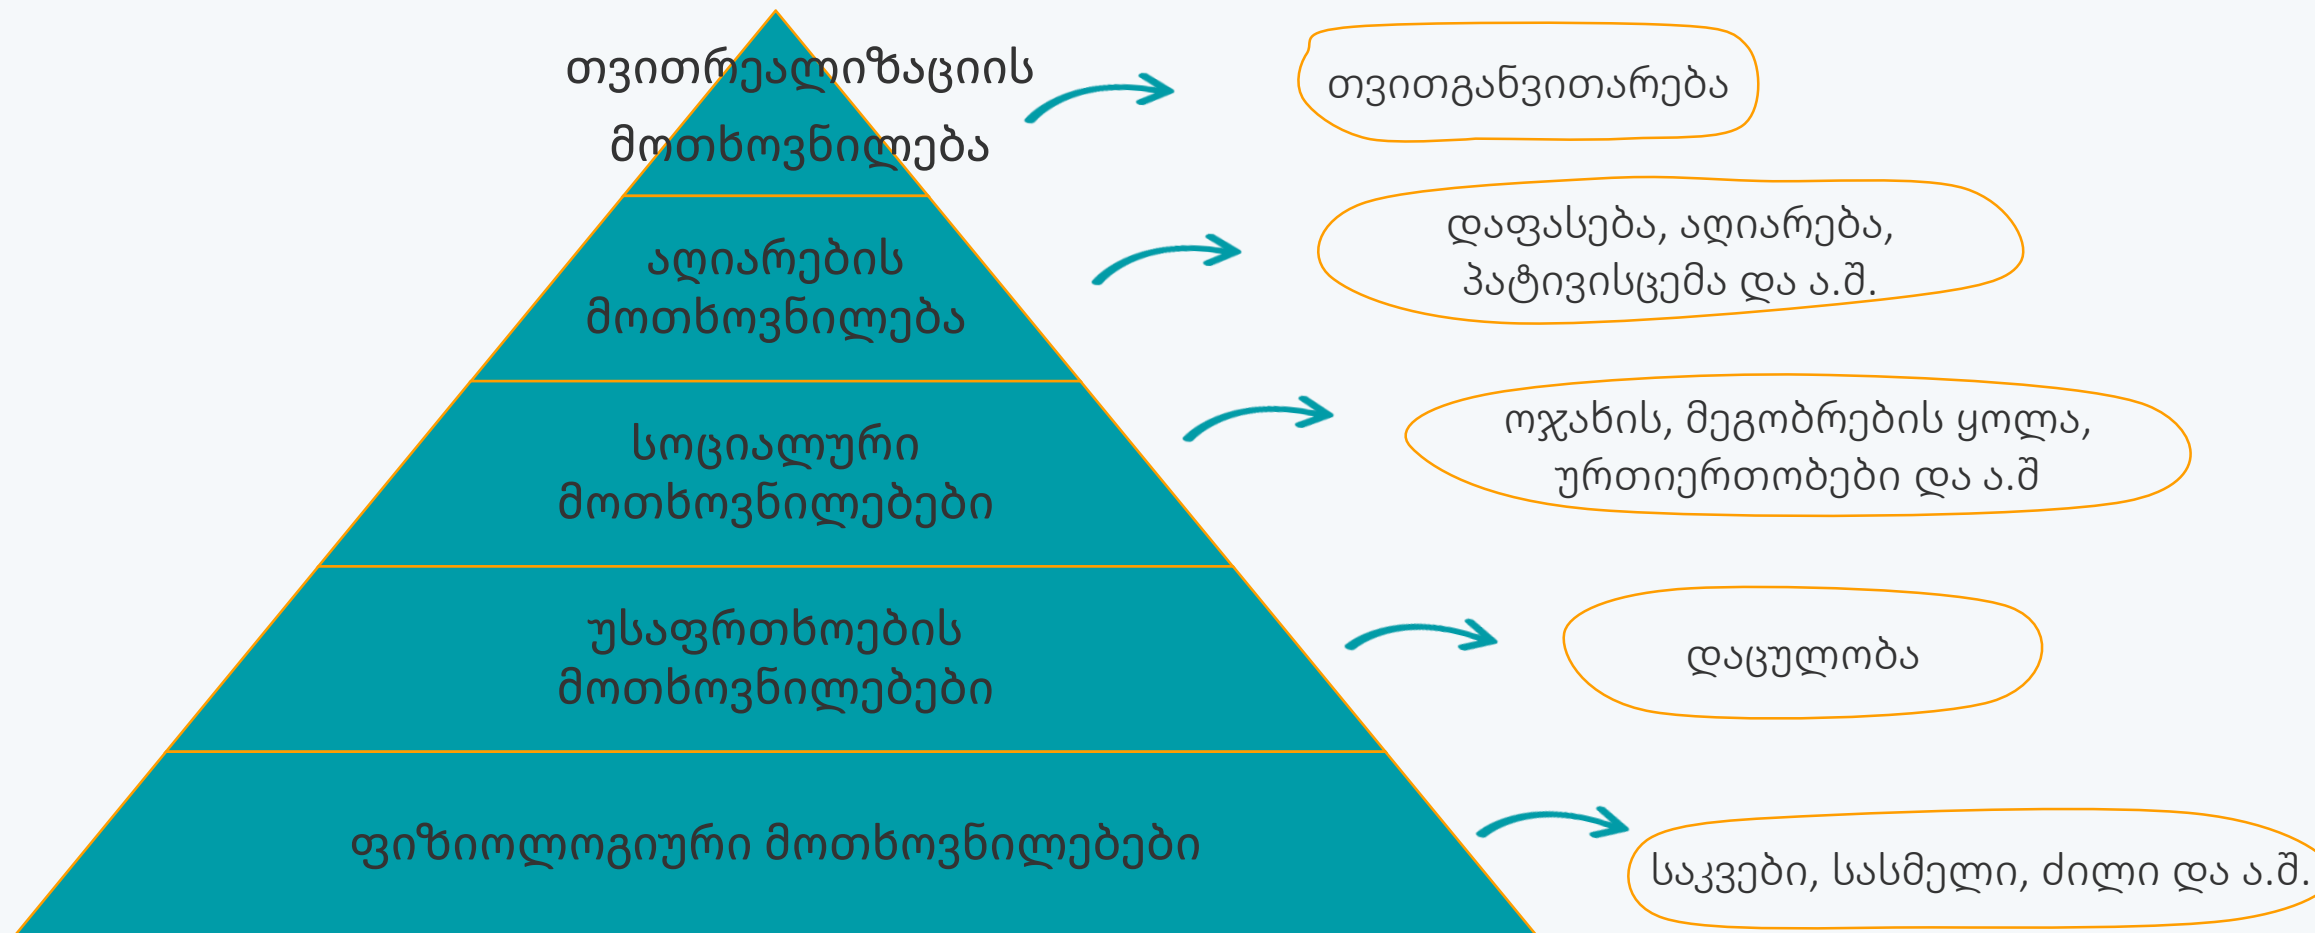 თვითრეალიზაციის
მოთხოვნილება
თვითგანვითარება
აღიარების
მოთხოვნილება
დაფასება, აღიარება,
პატივისცემა და ა.შ.
სოციალური
მოთხოვნილებები
ოჯახის, მეგობრების ყოლა,
ურთიერთობები და ა.შ
უსაფრთხოების
მოთხოვნილებები
დაცულობა
ფიზიოლოგიური მოთხოვნილებები
საკვები, სასმელი, ძილი და ა.შ.